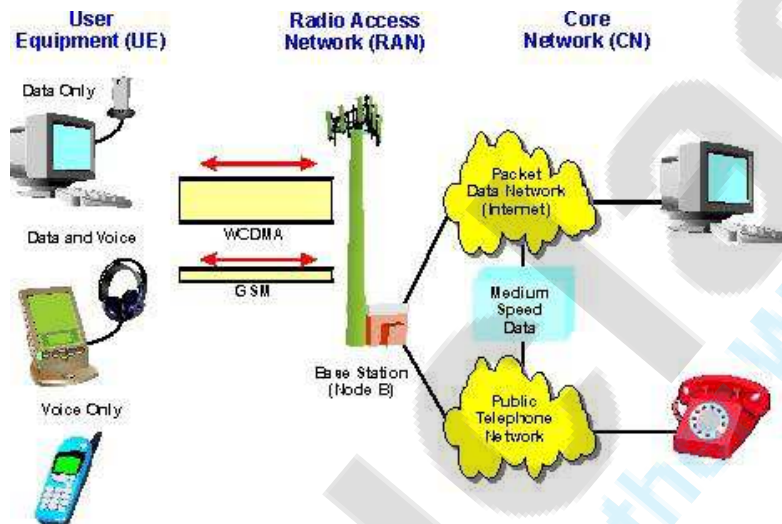 User
Equipment (UE)
Radio Access
Network (RAN)
Core
Network (CN)
Data Only
WCDMA
GSM
Packet
Data Network
(Internet)
Data and Voice
Medium
Speed
Data
Base Station
(Node B)
Public
Telephone
Network
Voice Only